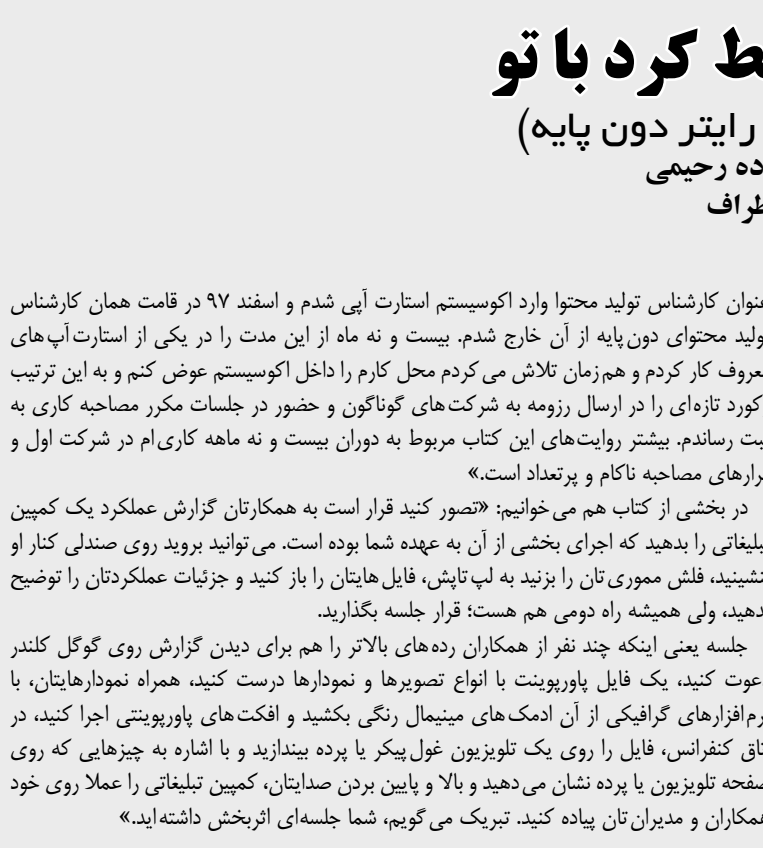 ط کرد با تو
رایتر دون پایه)
ده رحیمی
ظراف
عنوان کارشناس تولید محتوا وارد اکوسیستم استارت آپی شدم و اسفند ۹۷ در قامت همان کارشناس
ولید محتوای دون‌پایه از آن خارج شدم. بیست و نه ماه از این مدت را در یکی از استارت‌آپ‌های
معروف کار کردم و هم‌زمان تلاش می‌کردم محل کارم را داخل اکوسیستم عوض کنم و به این ترتیب
کورد تازه‌ای را در ارسال رزومه به شرکت‌های گوناگون و حضور در جلسات مکرر مصاحبه کاری به
بت رساندم. بیشتر روایت‌های این کتاب مربوط به دوران بیست و نه ماهه کاری‌ام در شرکت اول و
رارهای مصاحبه ناکام و پرتعداد است.»
در بخشی از کتاب هم می‌خوانیم: «تصور کنید قرار است به همکارتان گزارش عملکرد یک کمپین
بلیغاتی را بدهید که اجرای بخشی از آن به عهده شما بوده است. می‌توانید بروید روی صندلی کنار او
نشینید، فلش مموری‌تان را بزنید به لپ‌تاپش، فایل‌هایتان را باز کنید و جزئیات عملکردتان را توضیح
دهید، ولی همیشه راه دومی هم هست؛ قرار جلسه بگذارید.
جلسه یعنی اینکه چند نفر از همکاران رده‌های بالاتر را هم برای دیدن گزارش روی گوگل کلندر
دعوت کنید، یک فایل پاورپوینت با انواع تصویرها و نمودارها درست کنید، همراه نمودارهایتان، با
رم‌افزارهای گرافیکی از آن ادمک‌های مینیمال رنگی بکشید و افکت‌های پاورپوینتی اجرا کنید، در
تاق کنفرانس، فایل را روی یک تلویزیون غول‌پیکر یا پرده بیندازید و با اشاره به چیزهایی که روی
صفحه تلویزیون یا پرده نشان می‌دهید و بالا و پایین بردن صدایتان، کمپین تبلیغاتی را عملا روی خود
همکاران و مدیران‌تان پیاده کنید. تبریک می‌گویم، شما جلسه‌ای اثربخش داشته‌اید.»